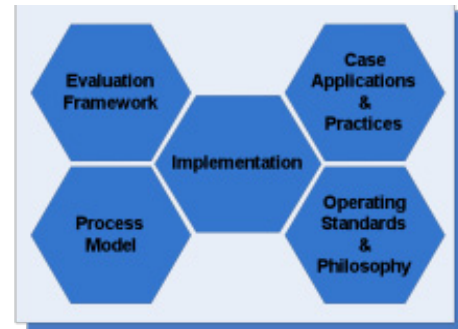 Evaluation
Framework
Case
Applications
&
Practices
Implementation
Process
Model
Operating
Standards
&
Philosophy